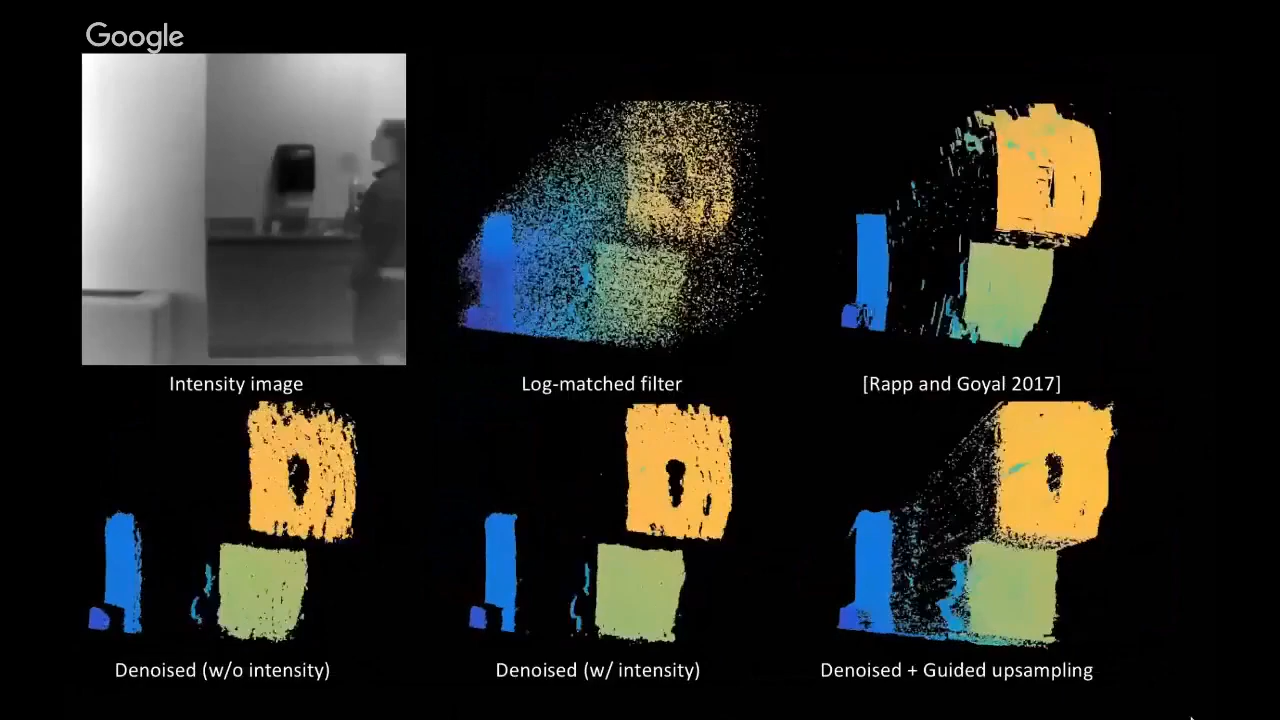 Google
Intensity image
Log-matched filter
[Rapp and Goyal 2017]
Denoised (w/o intensity)
Denoised (w/ intensity)
Denoised + Guided upsampling